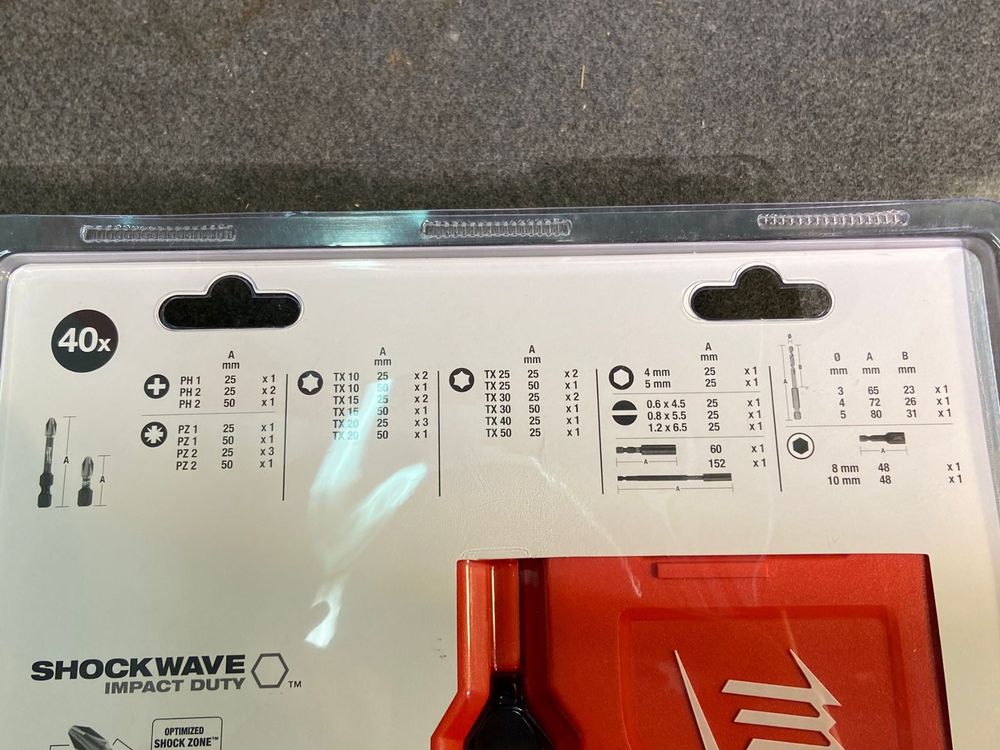 40x
A
mm
PH 1 25 x 1
PH 2 25 x 2
PH 2 50 x 1
PZ 1 25 x 1
PZ 1 50 x 1
PZ 2 25 x 3
PZ 2 50 x 1
A
A
A
mm
TX 10 25 x 2
TX 10 50 x 1
TX 15 25 x 2
TX 15 50 x 1
TX 20 25 x 3
TX 20 50 x 1
A
mm
TX 25 25 x 2
TX 25 50 x 1
TX 30 25 x 2
TX 30 50 x 1
TX 40 25 x 1
TX 50 25 x 1
A
mm
4 mm 25 x 1
5 mm 25 x 1
0.6 x 4.5 25 x 1
0.8 x 5.5 25 x 1
1.2 x 6.5 25 x 1
60 x 1
A
152 x 1
A
Ø
A
B
Ø A B
mm mm mm
3 65 23 x 1
4 72 26 x 1
5 80 31 x 1
A
8 mm 48 x 1
10 mm 48 x 1
SHOCKWAVE
IMPACT DUTY ™
OPTIMIZED
SHOCK ZONE™